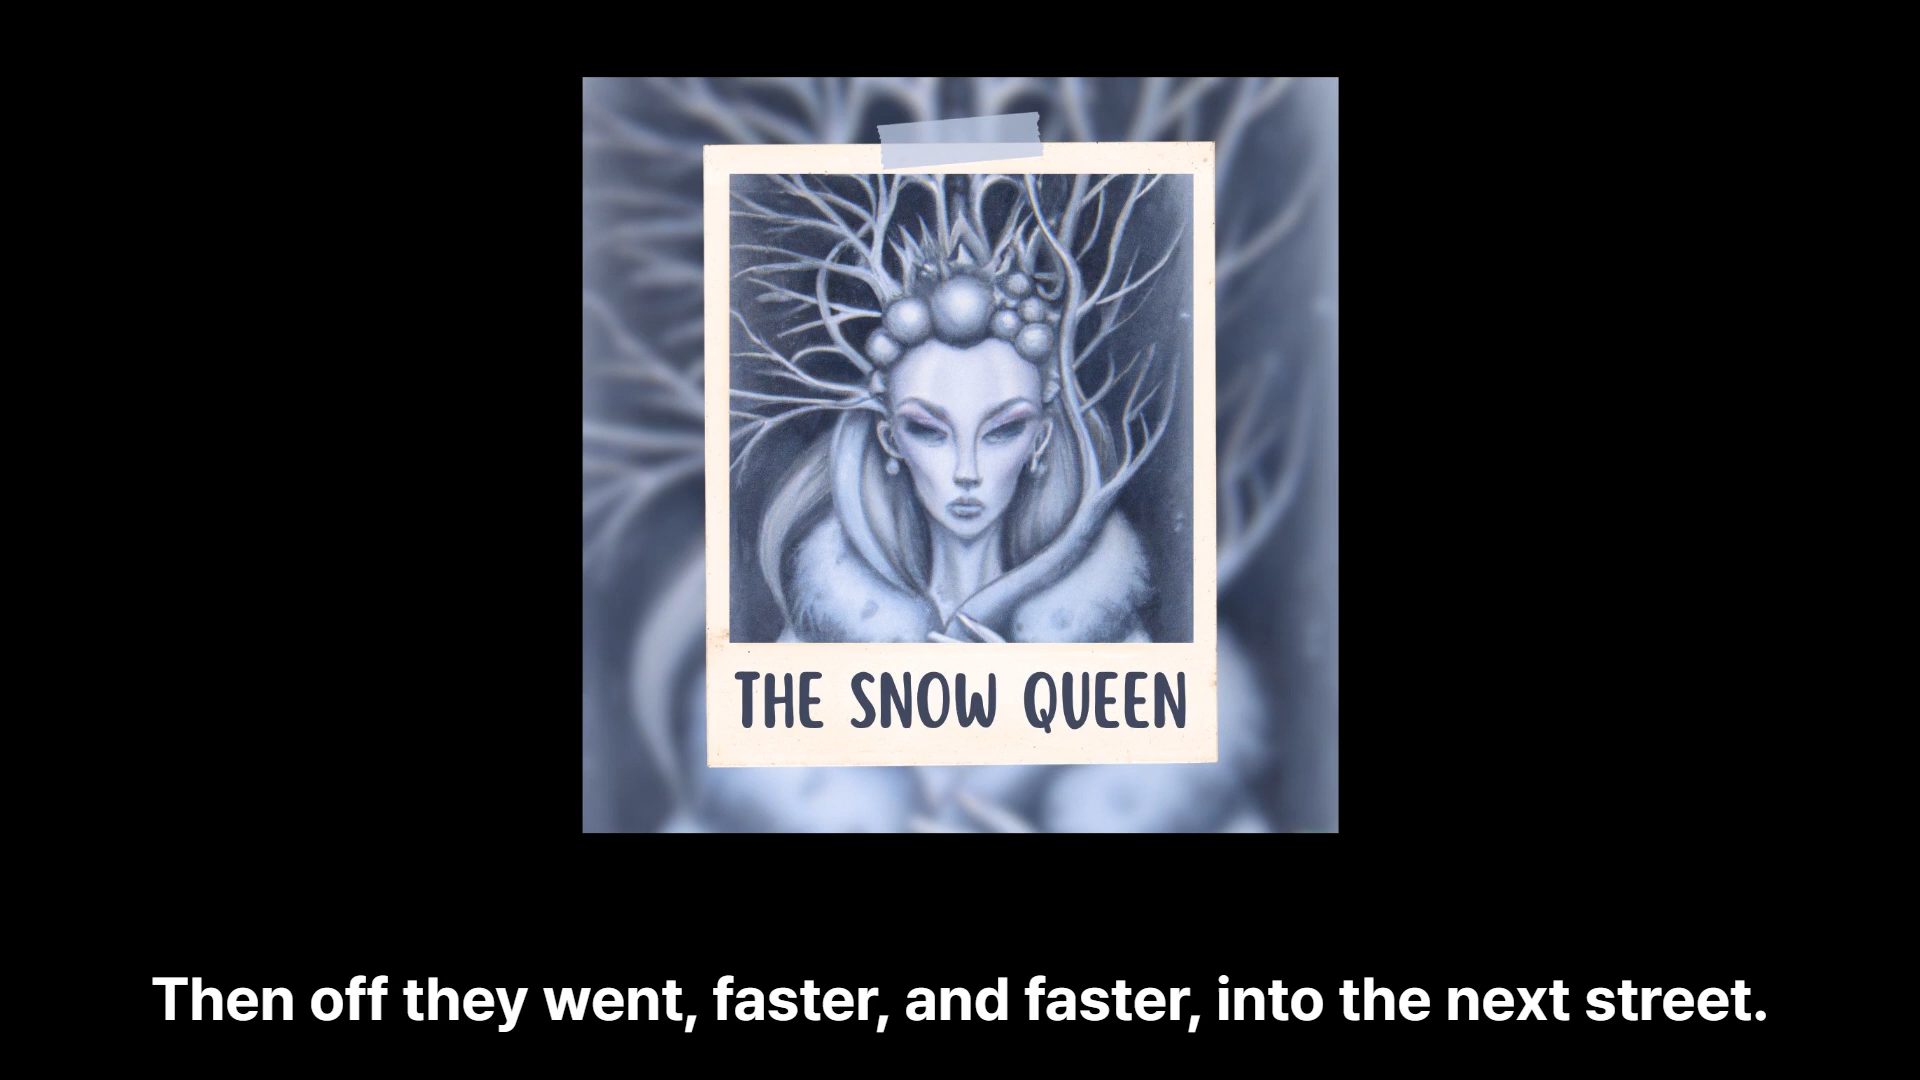 THE SNOW QUEEN
Then off they went, faster, and faster, into the next street.